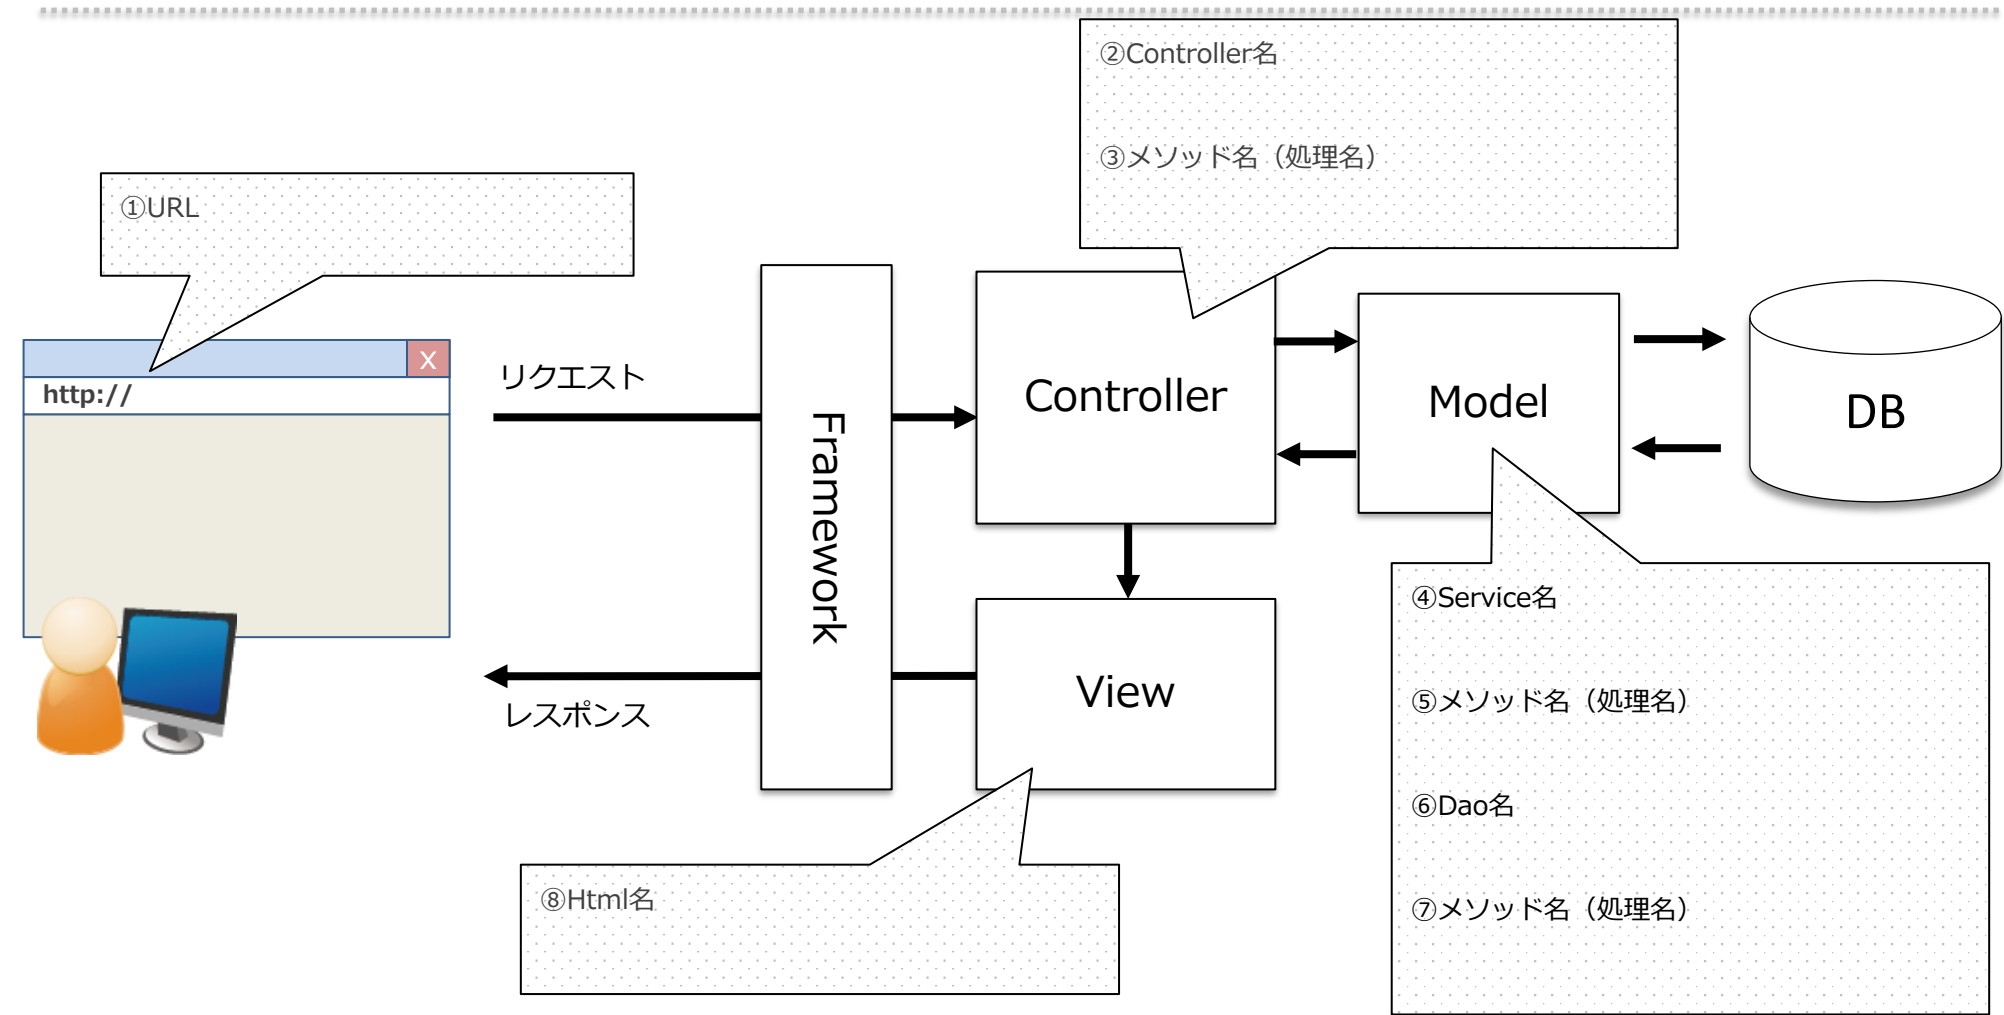 ②Controller名
③メソッド名（処理名）
①URL
X
http://
リクエスト
Framework
Controller
Model
DB
④Service名
⑤メソッド名（処理名）
⑥Dao名
⑦メソッド名（処理名）
View
レスポンス
⑧Html名